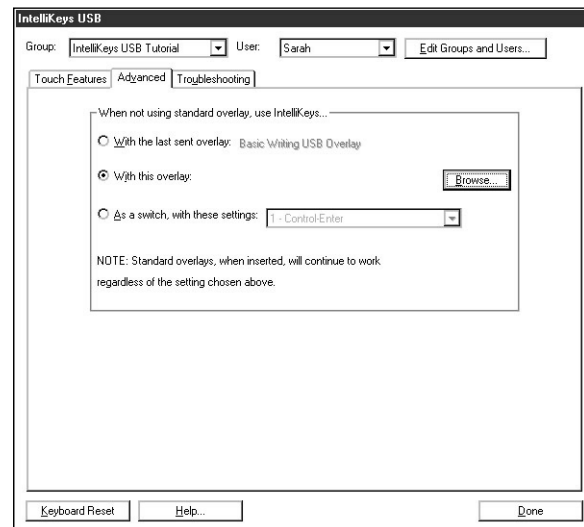 IntelliKeys USB
Group: IntelliKeys USB Tutorial User: Sarah Edit Groups and Users...
Touch Features Advanced Troubleshooting
When not using standard overlay, use IntelliKeys...
With the last sent overlay: Basic Writing USB Overlay
With this overlay: Browse...
As a switch, with these settings: 1 - Control-Enter
NOTE: Standard overlays, when inserted, will continue to work
regardless of the setting chosen above.
Keyboard Reset Help... Done